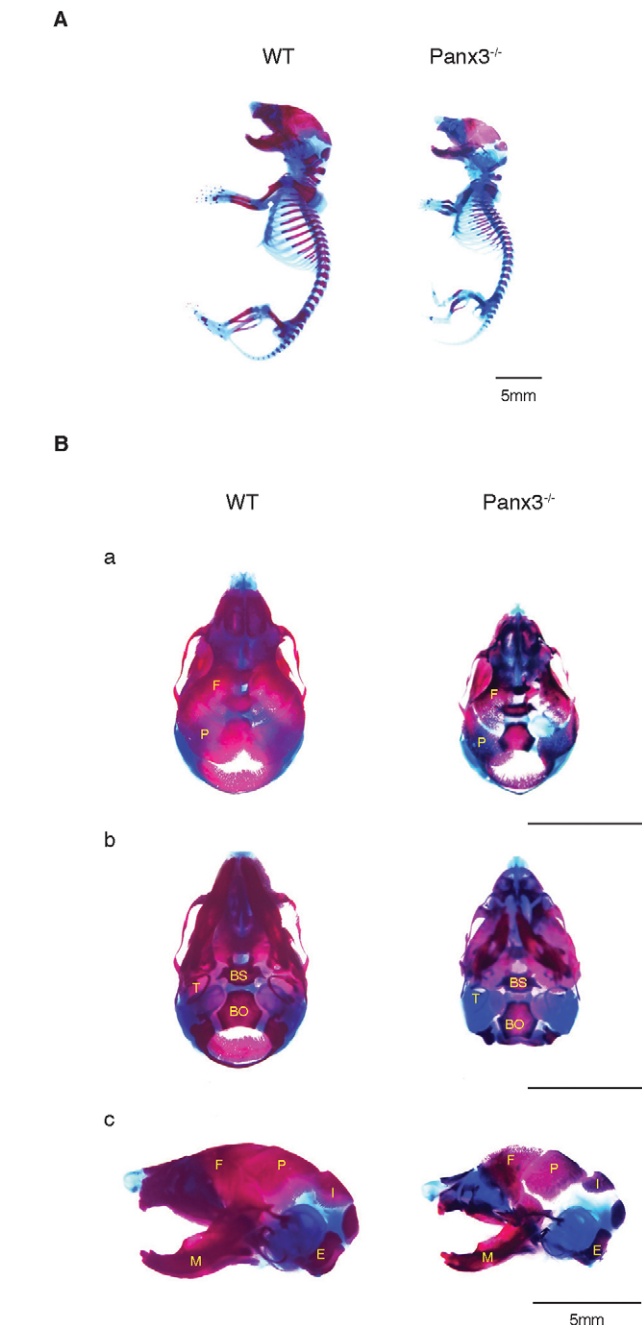 A
WT Panx3-/-
5mm
B
WT Panx3-/-
a
F F
P P
b
BS BS
T T
BO BO
c
F P F P
I I
E E
M M
5mm